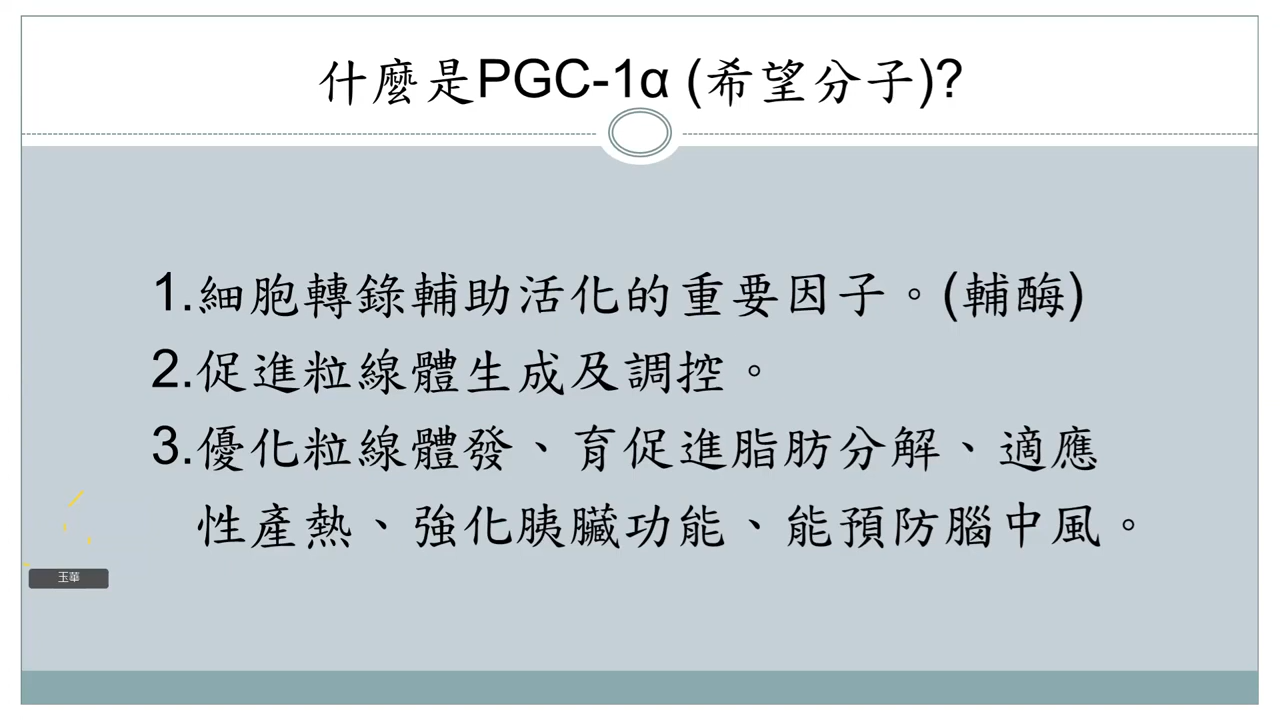 什麼是PGC-1α (希望分子)?
1.細胞轉錄輔助活化的重要因子。(輔酶)
2.促進粒線體生成及調控。
3.優化粒線體發、育促進脂肪分解、適應
性產熱、強化胰臟功能、能預防腦中風。
玉華